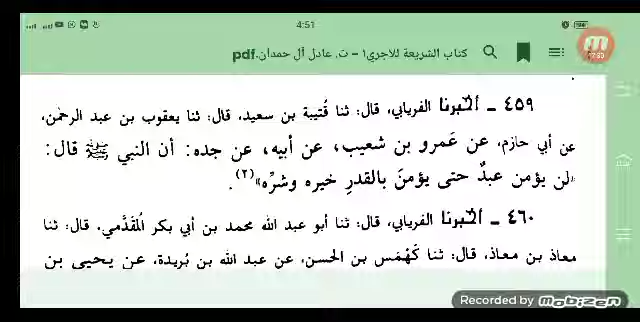 4:51
كتاب الشريعة للآجري١ – ت. عادل آل حمدان.pdf
٤٥٩ ـ أخبرنا الفريابي، قال: ثنا قُتيبة بن سعيد، قال: ثنا يعقوب بن عبد الرحمٰن،
عن أبي حازم، عن عَمرو بن شعيب، عن أبيه، عن جده: أن النبي ﷺ قال:
«لن يؤمن عبدٌ حتى يؤمنَ بالقدرِ خيره وشرِّه»(٢).
٤٦٠ ـ أخبرنا الفريابي، قال: ثنا أبو عبد الله محمد بن أبي بكر المُقدَّمي، قال: ثنا
معاذ بن معاذ، قال: ثنا كَهْمَس بن الحسن، عن عبد الله بن بُريدة، عن يحيى بن
Recorded by mobizen